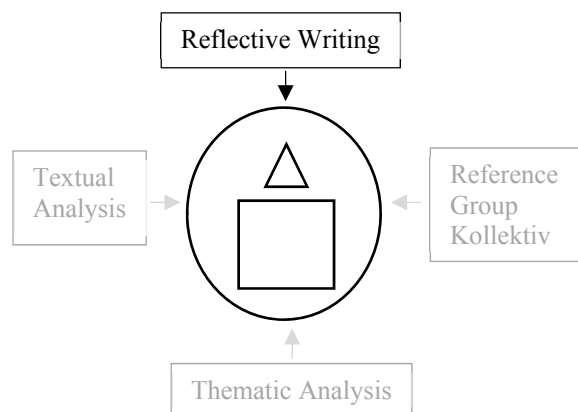 Reflective Writing
Textual
Analysis
Reference
Group
Kollektiv
Thematic Analysis